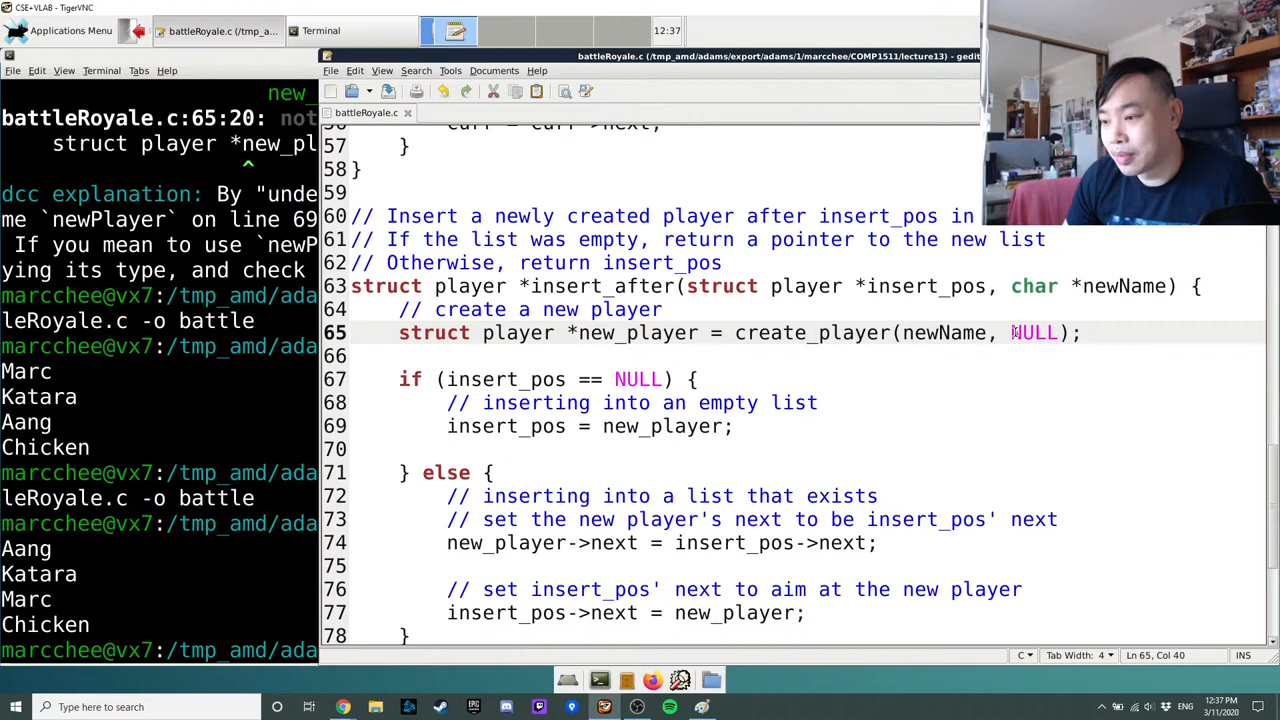 CSE+VLAB - TigerVNC
Applications Menu
battleRoyale.c (/tmp_a...
Terminal
12:37
battleRoyale.c (/tmp_amd/adams/export/adams/1/marcchee/COMP1511/lecture13) - gedit
File Edit View Terminal Tabs Help
new_
battleRoyale.c:65:20: not
struct player *new_pl
^
dcc explanation: By "unde
me `newPlayer` on line 69
If you mean to use `newP
ying its type, and check
marcchee@vx7:/tmp_amd/ada
leRoyale.c -o battle
marcchee@vx7:/tmp_amd/ada
Marc
Katara
Aang
Chicken
marcchee@vx7:/tmp_amd/ada
leRoyale.c -o battle
marcchee@vx7:/tmp_amd/ada
Aang
Katara
Marc
Chicken
marcchee@vx7:/tmp_amd/ada
File Edit View Search Tools Documents Help
battleRoyale.c
56 curr = curr->next;
57 }
58 }
59
60 // Insert a newly created player after insert_pos in
61 // If the list was empty, return a pointer to the new list
62 // Otherwise, return insert_pos
63 struct player *insert_after(struct player *insert_pos, char *newName) {
64 // create a new player
65 struct player *new_player = create_player(newName, NULL);
66
67 if (insert_pos == NULL) {
68 // inserting into an empty list
69 insert_pos = new_player;
70
71 } else {
72 // inserting into a list that exists
73 // set the new player's next to be insert_pos' next
74 new_player->next = insert_pos->next;
75
76 // set insert_pos' next to aim at the new player
77 insert_pos->next = new_player;
78 }
C Tab Width: 4 Ln 65, Col 40 INS
Type here to search
ENG
12:37 PM
3/11/2020